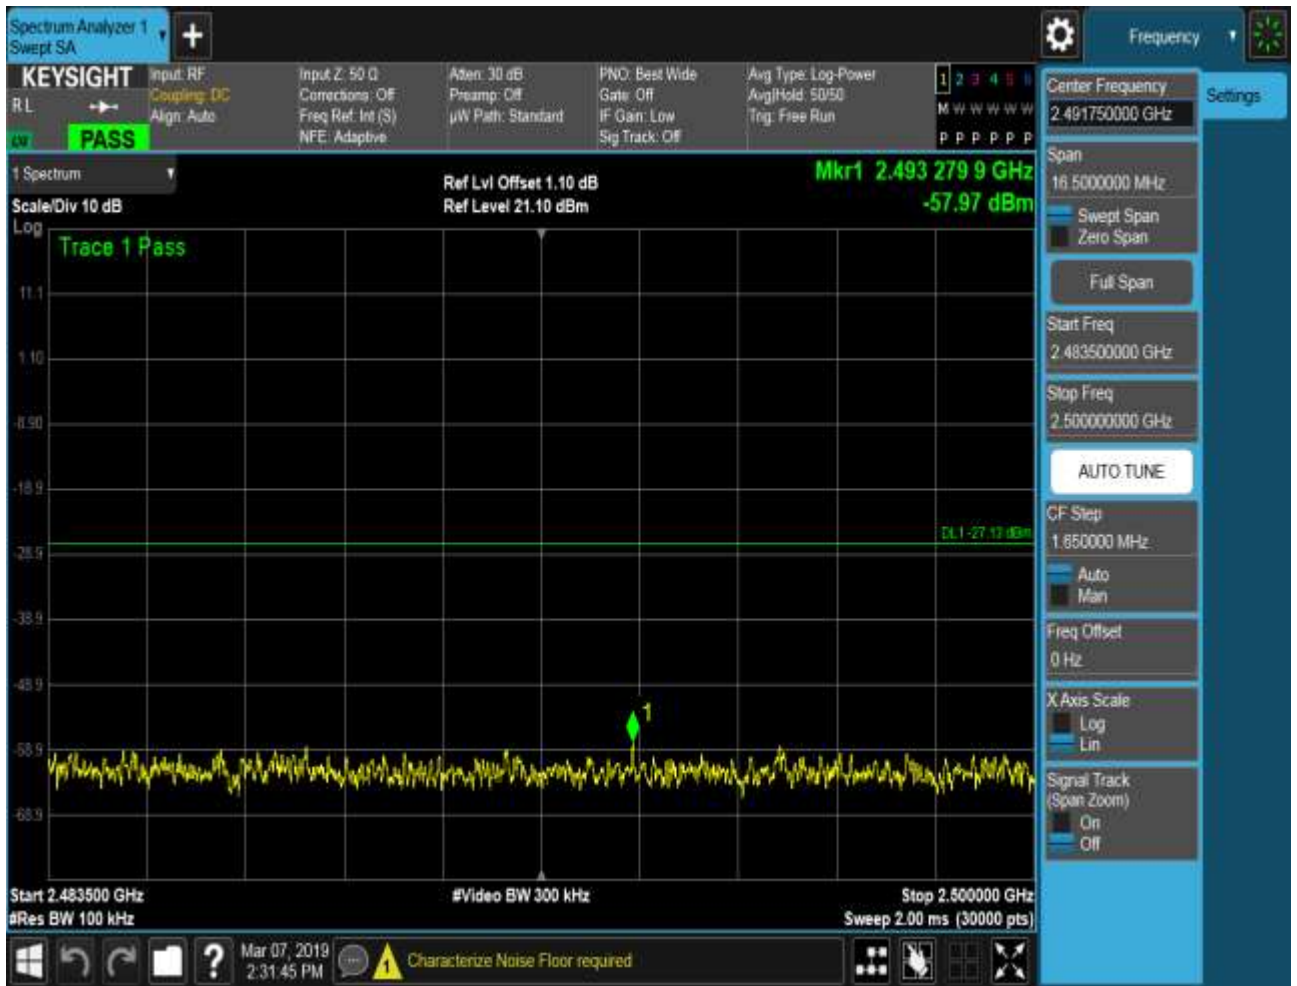 Spectrum Analyzer 1
Swept SA
Frequency
KEYSIGHT
R L
PASS
Input: RF
Coupling: DC
Align: Auto
Input Z: 50 Ω
Corrections: Off
Freq Ref: Int (S)
NFE: Adaptive
Atten: 30 dB
Preamp: Off
µW Path: Standard
PNO: Best Wide
Gate: Off
IF Gain: Low
Sig Track: Off
Avg Type: Log-Power
Avg|Hold: 50/50
Trig: Free Run
1 2 3 4 5 6
M W W W W W
P P P P P P
1 Spectrum
Scale/Div 10 dB
Log
Ref Lvl Offset 1.10 dB
Ref Level 21.10 dBm
Mkr1 2.493 279 9 GHz
-57.97 dBm
Trace 1 Pass
11.1
1.10
-8.90
-18.9
DL1 -27.13 dBm
-28.9
-38.9
-48.9
1
-58.9
-68.9
Start 2.483500 GHz
#Video BW 300 kHz
Stop 2.500000 GHz
#Res BW 100 kHz
Sweep 2.00 ms (30000 pts)
Center Frequency
2.491750000 GHz
Settings
Span
16.5000000 MHz
Swept Span
Zero Span
Full Span
Start Freq
2.483500000 GHz
Stop Freq
2.500000000 GHz
AUTO TUNE
CF Step
1.650000 MHz
Auto
Man
Freq Offset
0 Hz
X Axis Scale
Log
Lin
Signal Track
(Span Zoom)
On
Off
?
Mar 07, 2019
2:31:45 PM
1
Characterize Noise Floor required